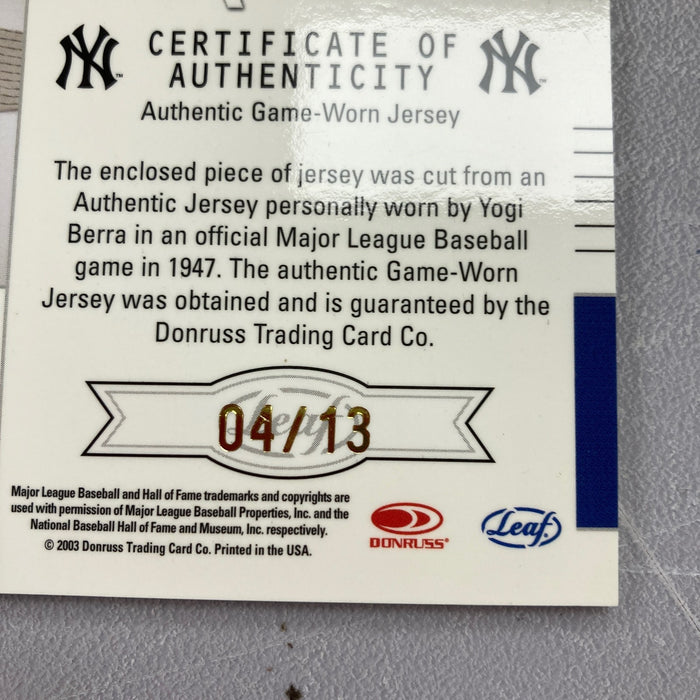 NY CERTIFICATE OF NY
AUTHENTICITY
Authentic Game-Worn Jersey
The enclosed piece of jersey was cut from an
Authentic Jersey personally worn by Yogi
Berra in an official Major League Baseball
game in 1947. The authentic Game-Worn
Jersey was obtained and is guaranteed by the
Donruss Trading Card Co.
Leaf
04/13
Major League Baseball and Hall of Fame trademarks and copyrights are
used with permission of Major League Baseball Properties, Inc. and the
National Baseball Hall of Fame and Museum, Inc. respectively.
© 2003 Donruss Trading Card Co. Printed in the USA.
DONRUSS®
Leaf®